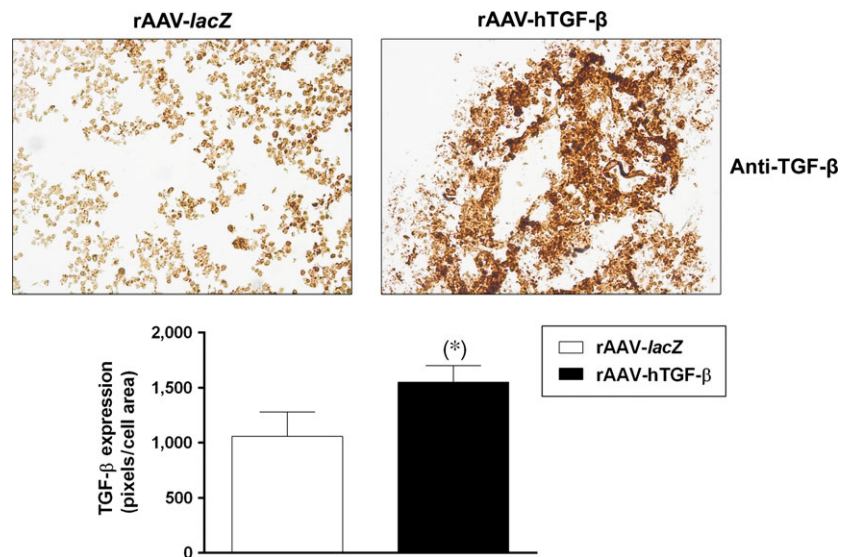 rAAV-lacZ
rAAV-hTGF-β
Anti-TGF-β
TGF-β expression
(pixels/cell area)
2,000
1,500
1,000
500
0
(*)
rAAV-lacZ
rAAV-hTGF-β